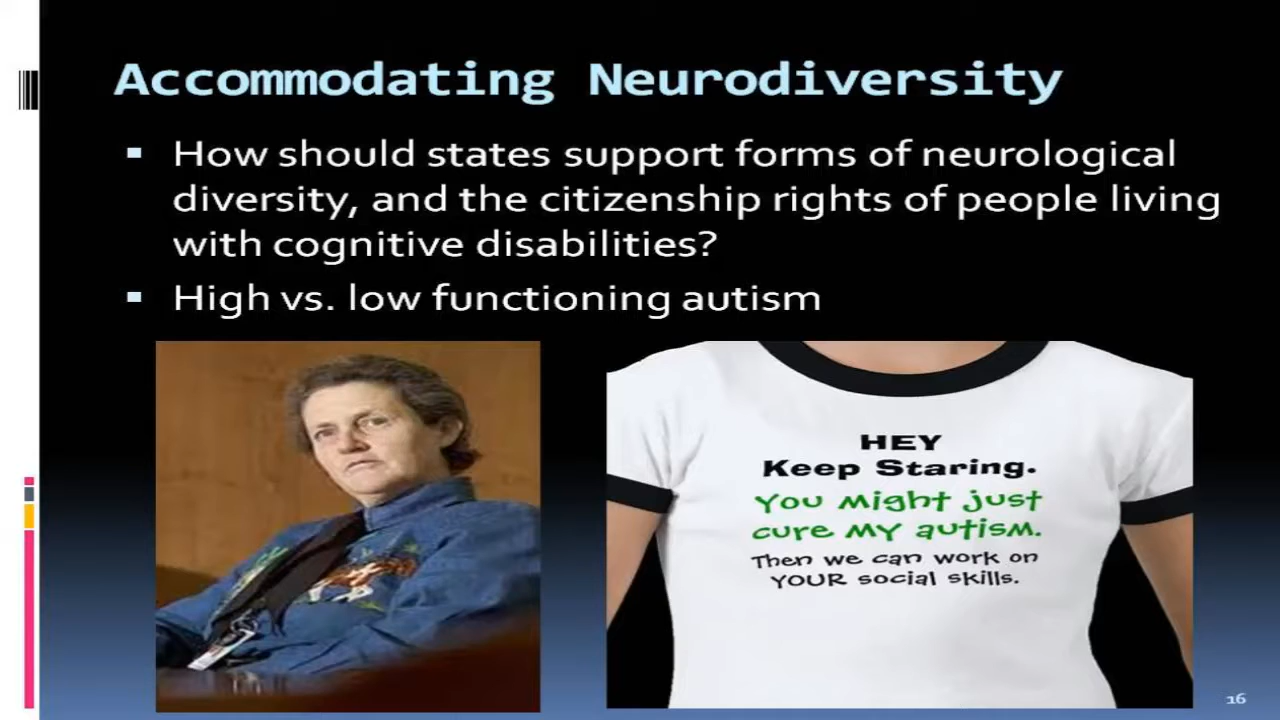 Accommodating Neurodiversity
How should states support forms of neurological
diversity, and the citizenship rights of people living
with cognitive disabilities?
High vs. low functioning autism
HEY
Keep Staring.
You might just
cure my autism.
Then we can work on
YOUR social skills.
16